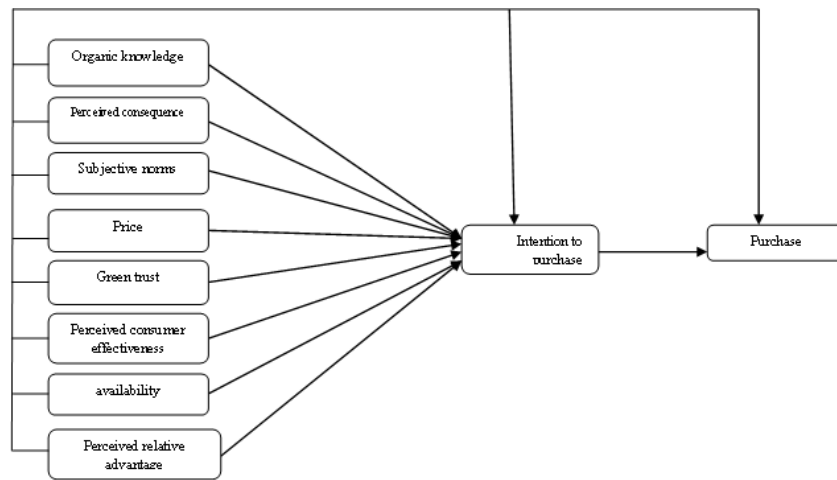 Organic knowledge
Perceived consequence
Subjective norms
Price
Green trust
Perceived consumer
effectiveness
availability
Perceived relative
advantage
Intention to
purchase
Purchase